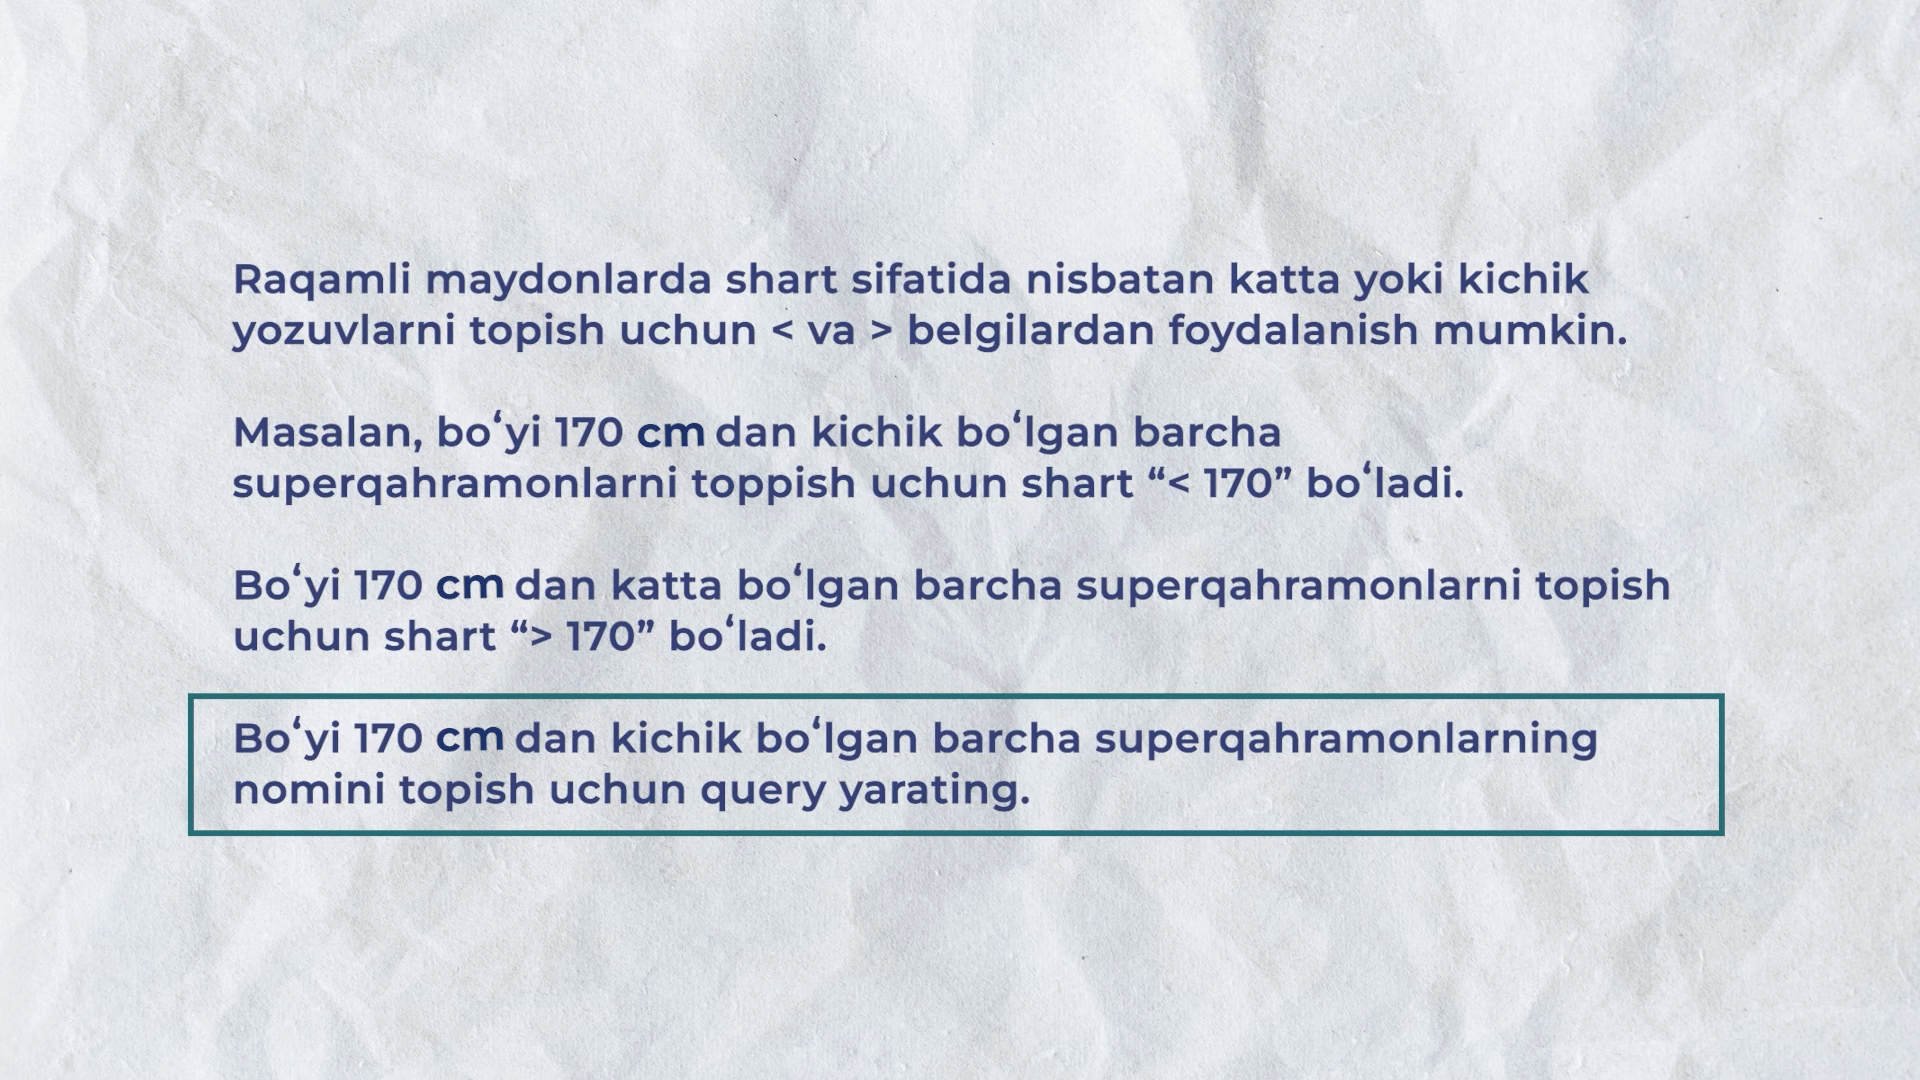 Raqamli maydonlarda shart sifatida nisbatan katta yoki kichik
yozuvlarni topish uchun < va > belgilardan foydalanish mumkin.
Masalan, boʻyi 170 cm dan kichik boʻlgan barcha
superqahramonlarni toppish uchun shart “< 170” boʻladi.
Boʻyi 170 cm dan katta boʻlgan barcha superqahramonlarni topish
uchun shart “> 170” boʻladi.
Boʻyi 170 cm dan kichik boʻlgan barcha superqahramonlarning
nomini topish uchun query yarating.